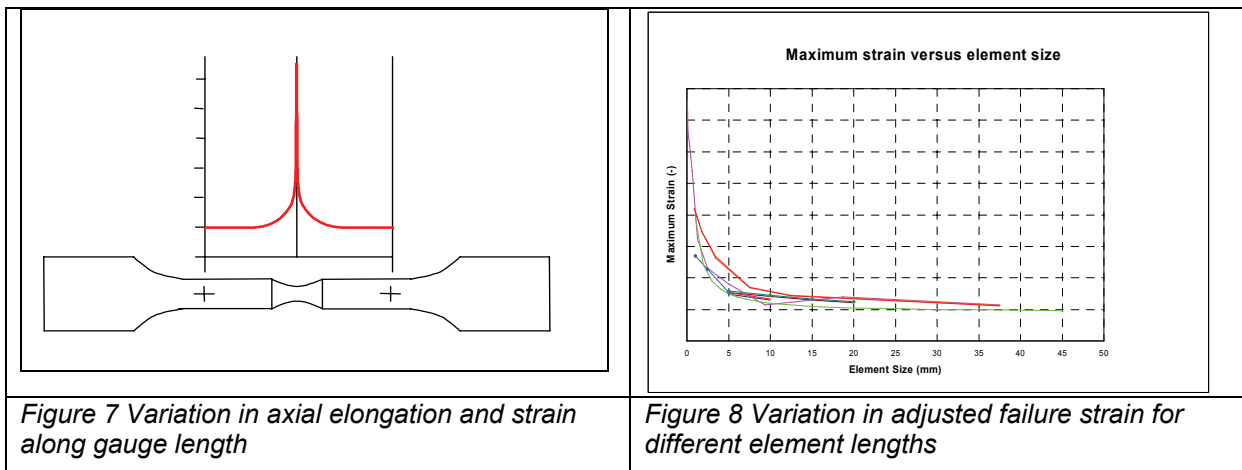 Maximum strain versus element size
Maximum Strain (-)
0 5 10 15 20 25 30 35 40 45 50
Element Size (mm)
Figure 7 Variation in axial elongation and strain
along gauge length
Figure 8 Variation in adjusted failure strain for
different element lengths